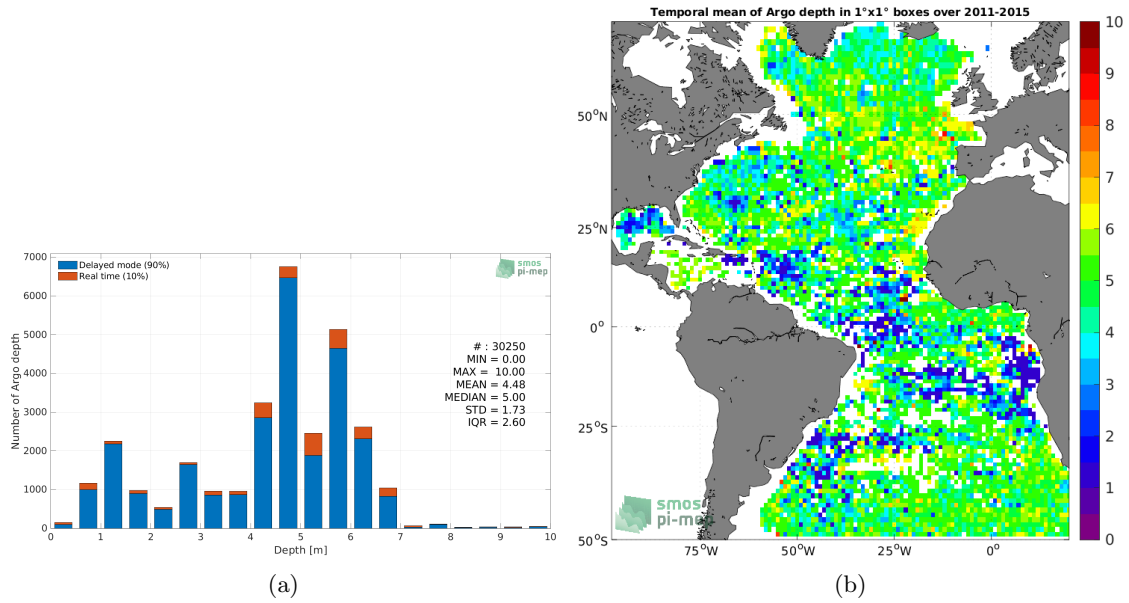 Temporal mean of Argo depth in 1°x1° boxes over 2011-2015
Delayed mode (90%)
Real time (10%)
smos
pi-mep
# : 30250
MIN = 0.00
MAX = 10.00
MEAN = 4.48
MEDIAN = 5.00
STD = 1.73
IQR = 2.60
Number of Argo depth
7000
6000
5000
4000
3000
2000
1000
0
0 1 2 3 4 5 6 7 8 9 10
Depth [m]
(a)
50°N
25°N
0°
25°S
50°S
75°W 50°W 25°W 0°
smos
pi-mep
10
9
8
7
6
5
4
3
2
1
0
(b)